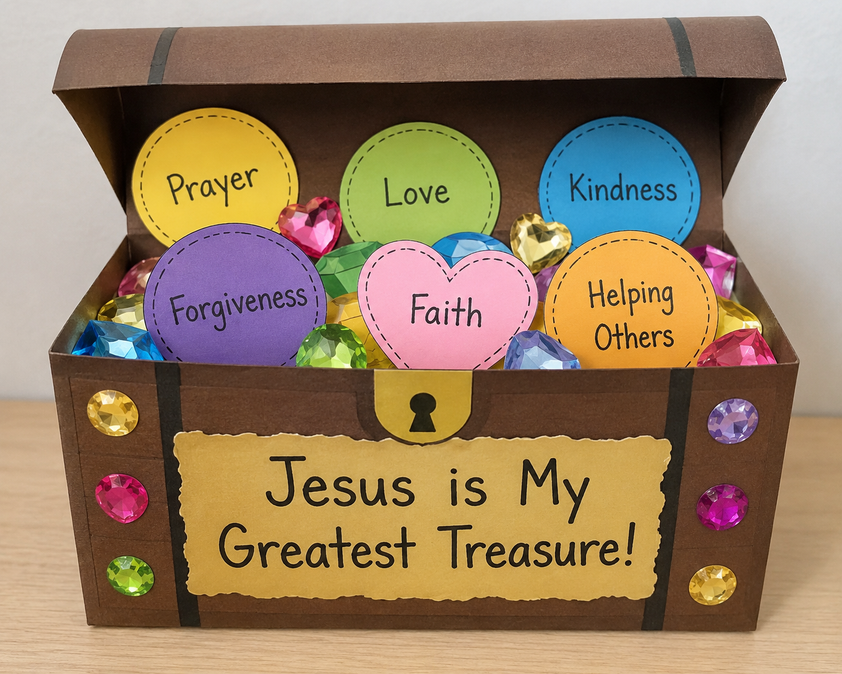 Prayer
Love
Kindness
Forgiveness
Faith
Helping
Others
Jesus is My
Greatest Treasure!